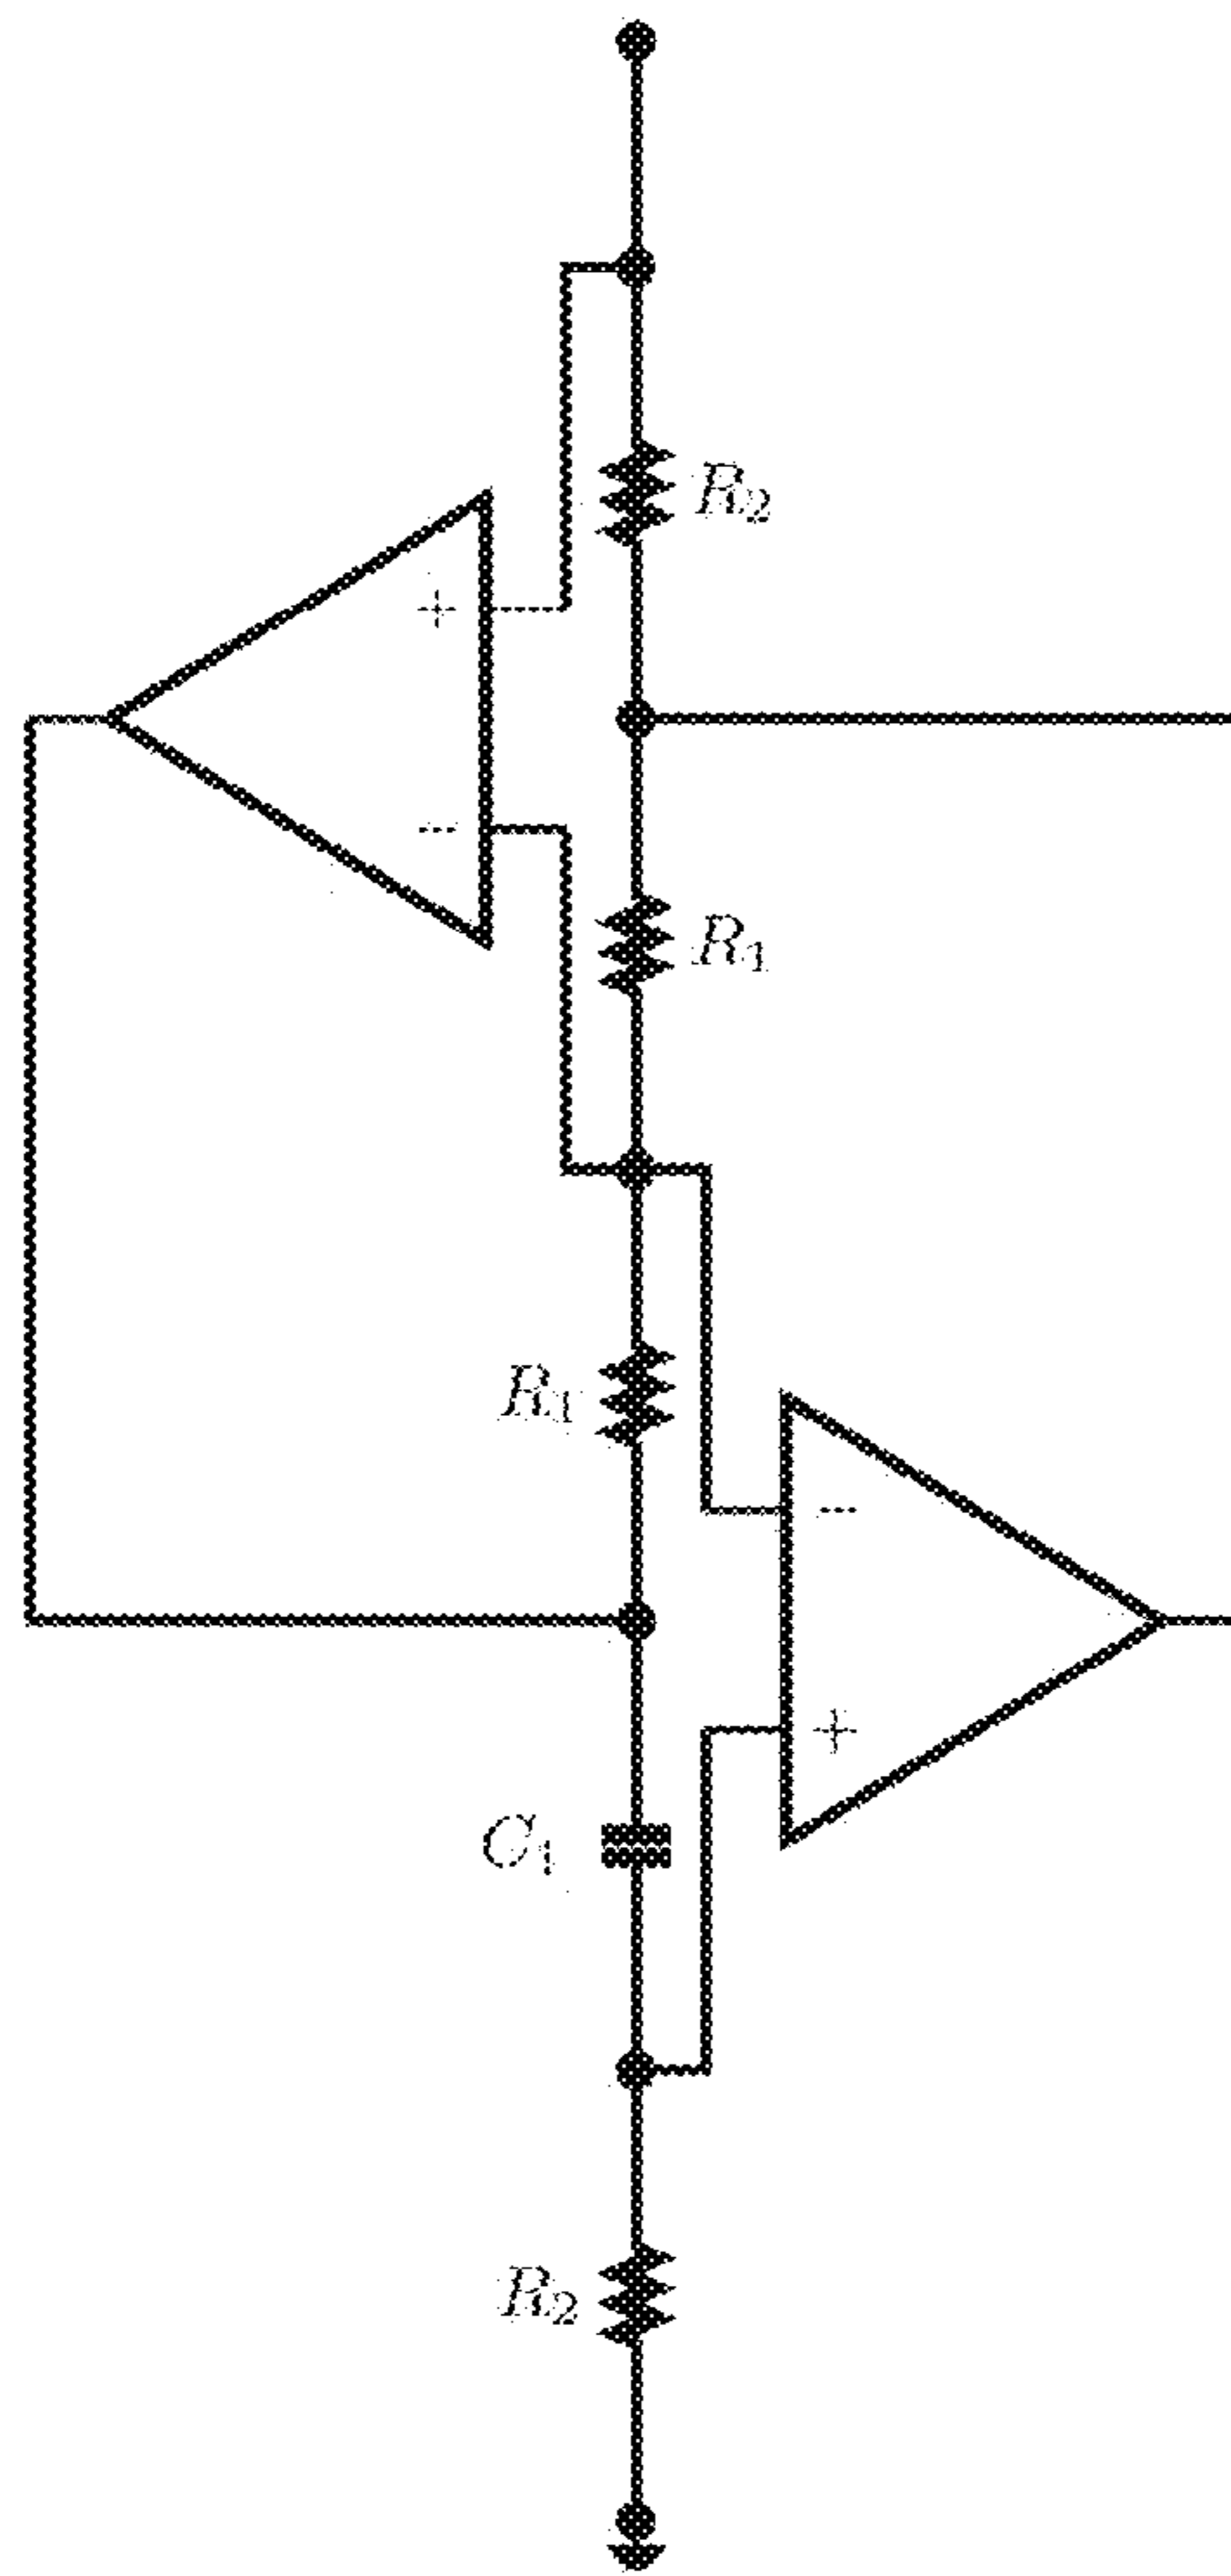 R₂
+
−
R₁
R₁
−
+
C₁
R₂